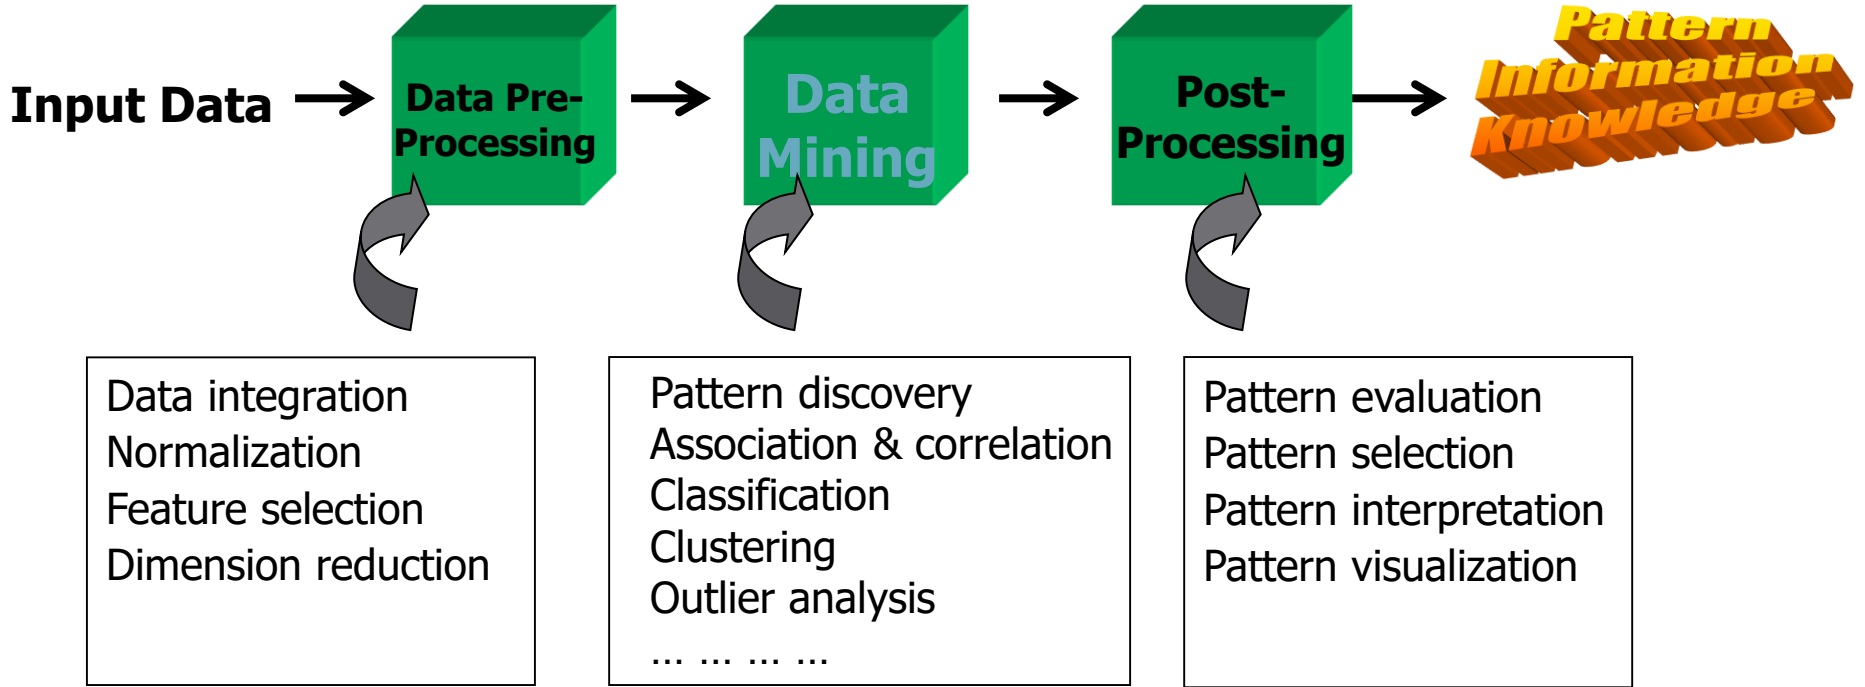 Input Data
Data Pre-
Processing
Data
Mining
Post-
Processing
Pattern
Information
Knowledge
Data integration
Normalization
Feature selection
Dimension reduction
Pattern discovery
Association & correlation
Classification
Clustering
Outlier analysis
… … … …
Pattern evaluation
Pattern selection
Pattern interpretation
Pattern visualization